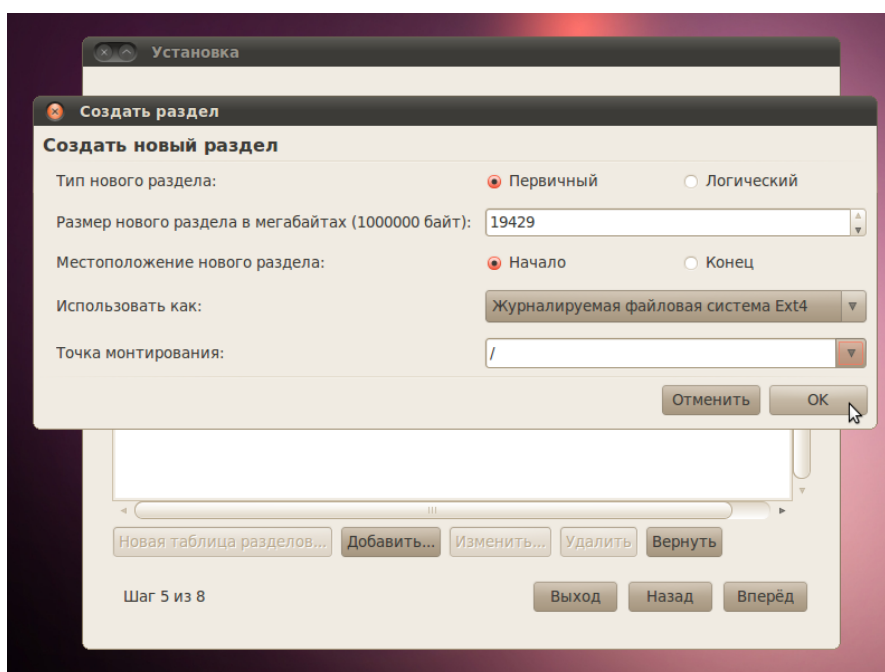 Установка
Создать раздел
Создать новый раздел
Тип нового раздела: Первичный Логический
Размер нового раздела в мегабайтах (1000000 байт): 19429
Местоположение нового раздела: Начало Конец
Использовать как: Журналируемая файловая система Ext4
Точка монтирования: /
Отменить OK
Новая таблица разделов... Добавить... Изменить... Удалить Вернуть
Шаг 5 из 8 Выход Назад Вперёд